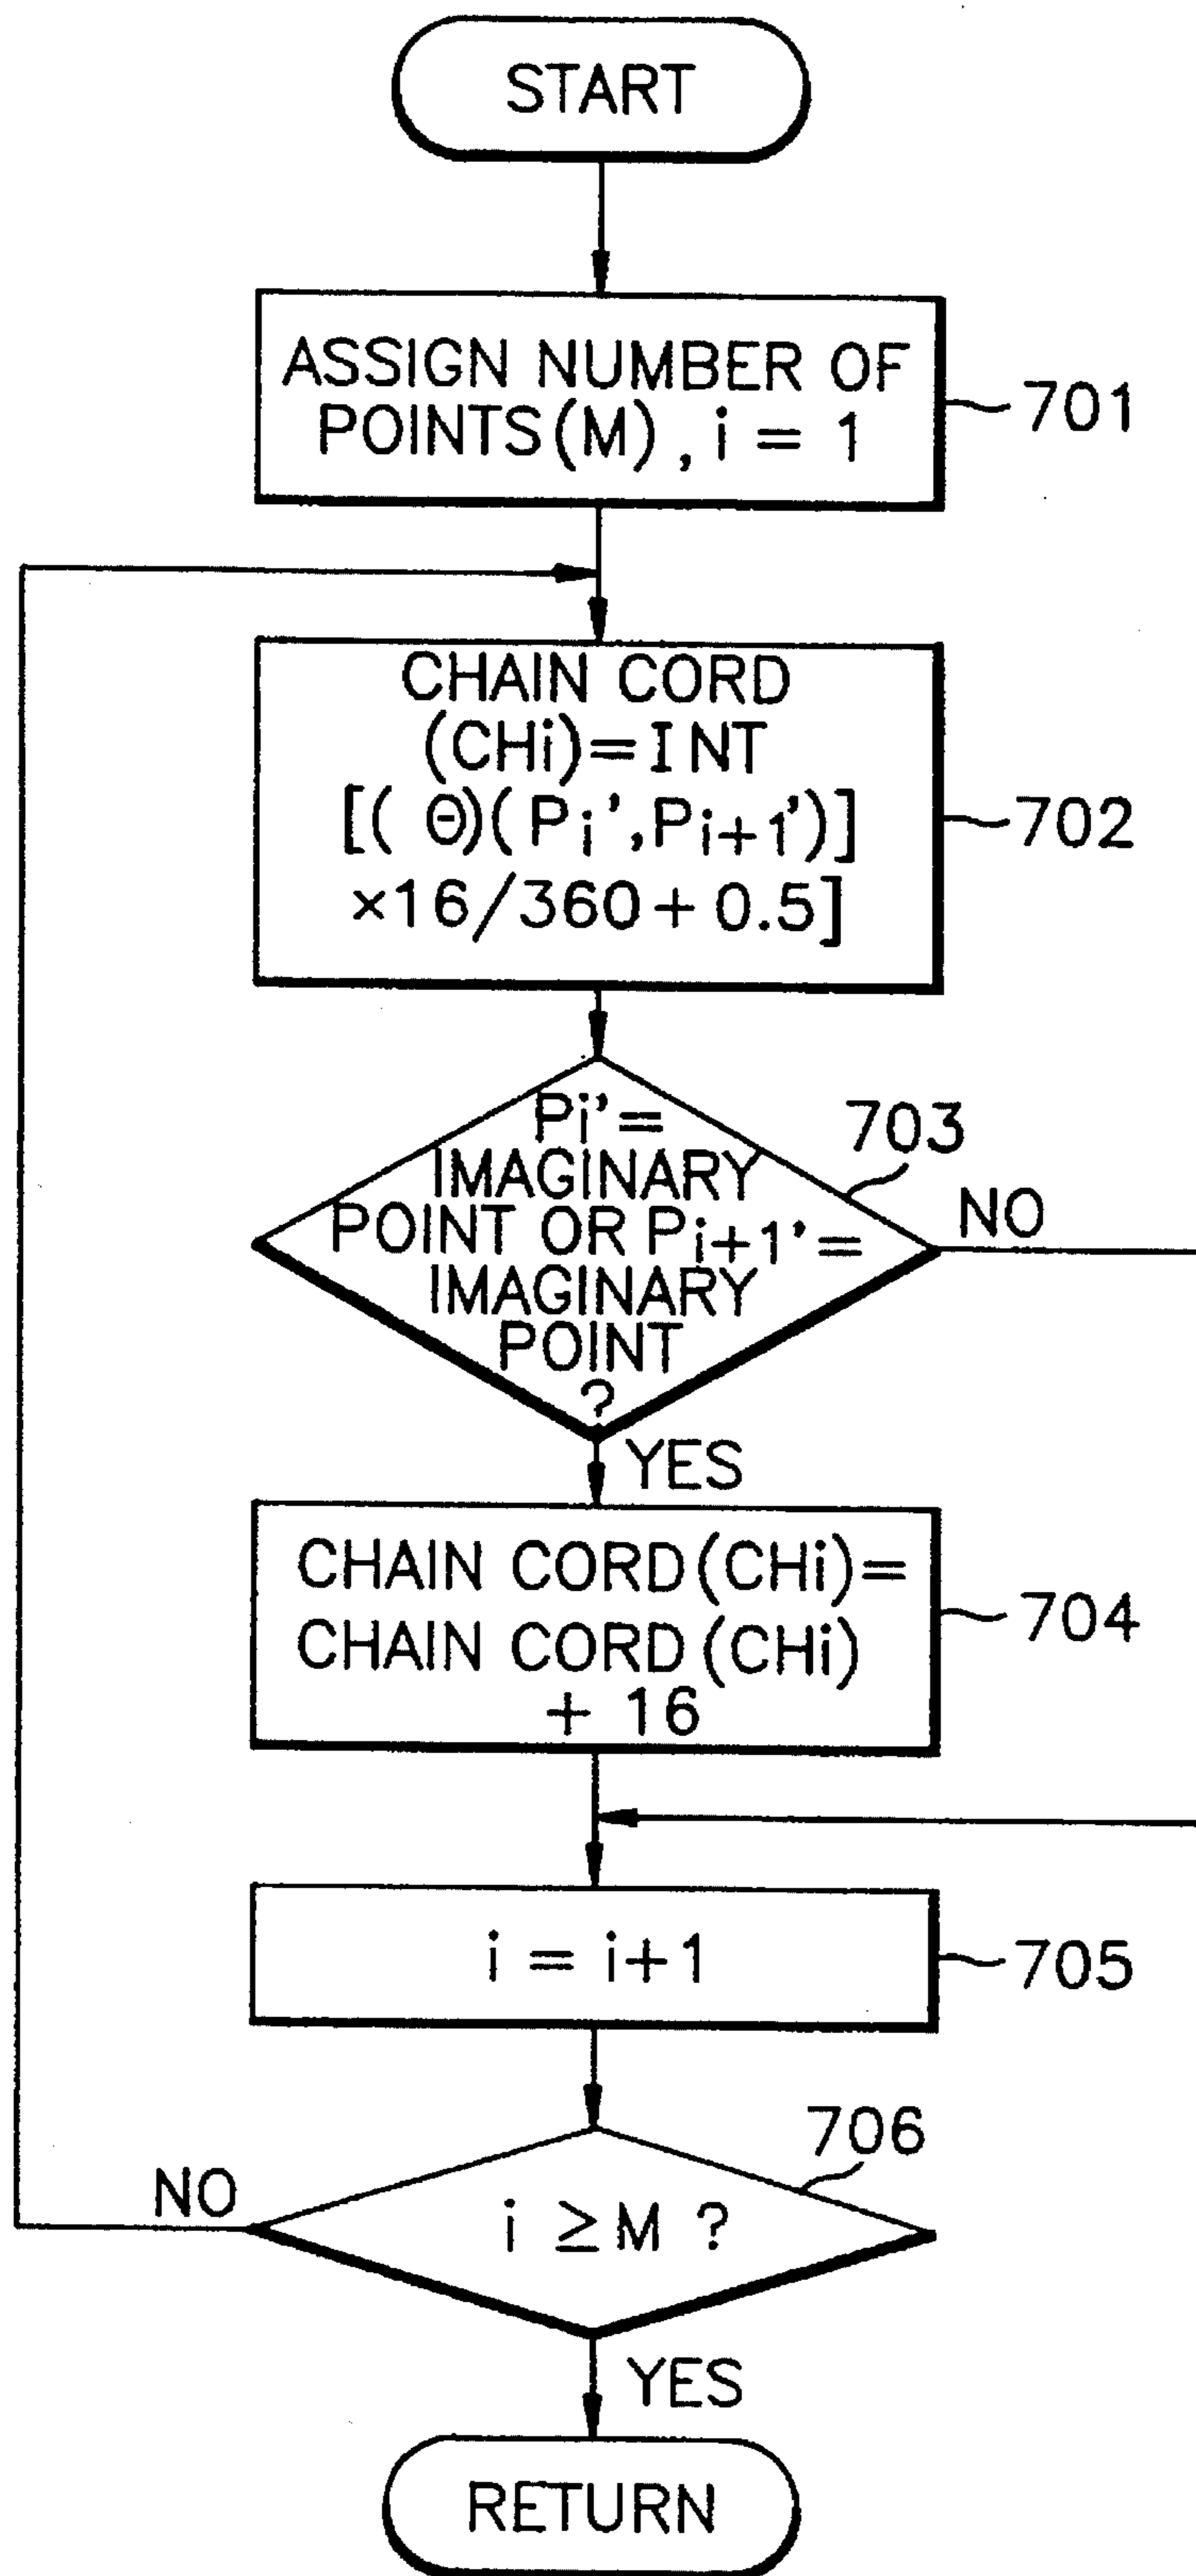 START
ASSIGN NUMBER OF
POINTS(M), i = 1
701
CHAIN CORD
(CHi)=INT
[( Θ)(Pi',Pi+1')]
×16/360+0.5]
702
Pi'=
IMAGINARY
POINT OR Pi+1'=
IMAGINARY
POINT
?
703
NO
YES
CHAIN CORD(CHi)=
CHAIN CORD(CHi)
+ 16
704
i = i+1
705
i ≥M ?
706
NO
YES
RETURN